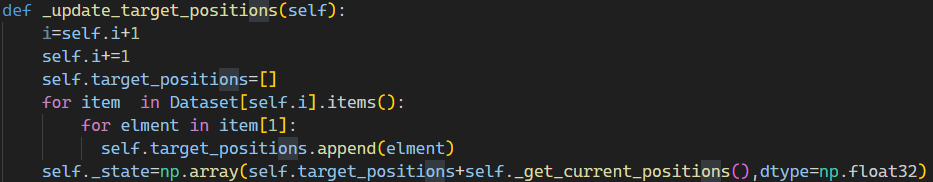 def _update_target_positions(self):
    i=self.i+1
    self.i+=1
    self.target_positions=[]
    for item  in Dataset[self.i].items():
        for elment in item[1]:
          self.target_positions.append(elment)
    self._state=np.array(self.target_positions+self._get_current_positions(),dtype=np.float32)